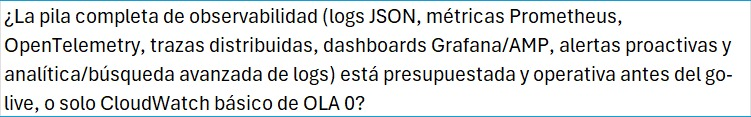 ¿La pila completa de observabilidad (logs JSON, métricas Prometheus,
OpenTelemetry, trazas distribuidas, dashboards Grafana/AMP, alertas proactivas y
analítica/búsqueda avanzada de logs) está presupuestada y operativa antes del go-
live, o solo CloudWatch básico de OLA 0?